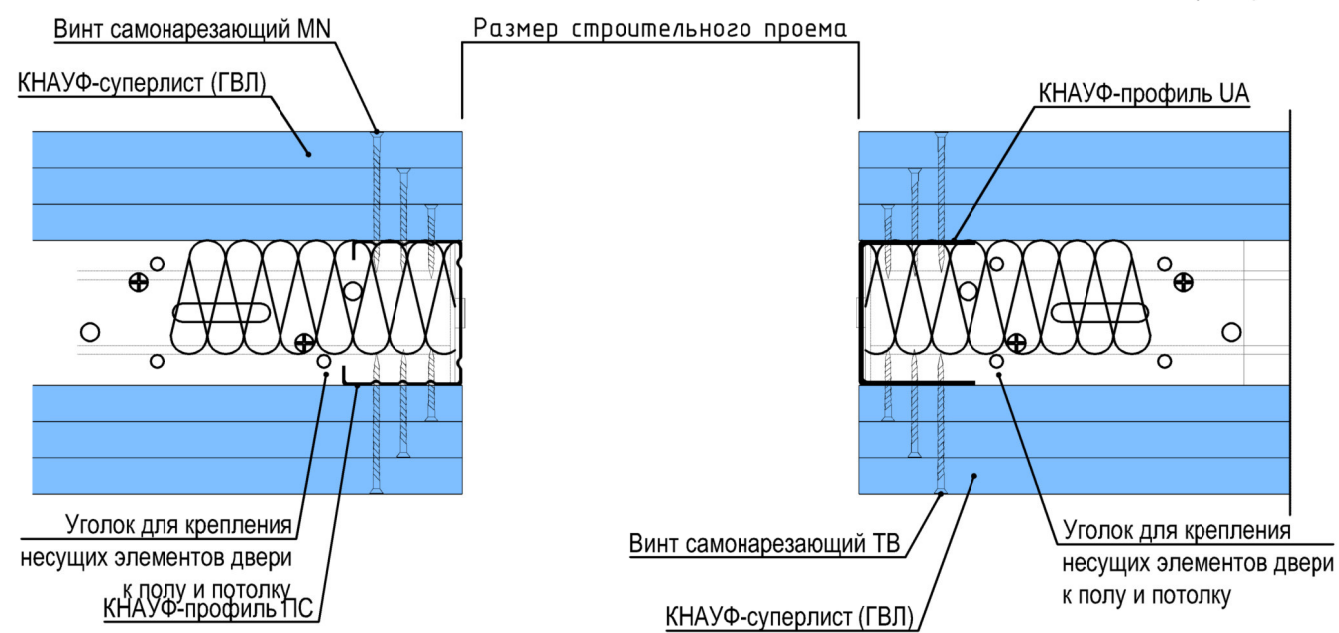 Винт самонарезающий MN
Размер строительного проема
КНАУФ-суперлист (ГВЛ)
КНАУФ-профиль UA
Уголок для крепления
несущих элементов двери
к полу и потолку
КНАУФ-профиль ПС
Винт самонарезающий ТВ
КНАУФ-суперлист (ГВЛ)
Уголок для крепления
несущих элементов двери
к полу и потолку